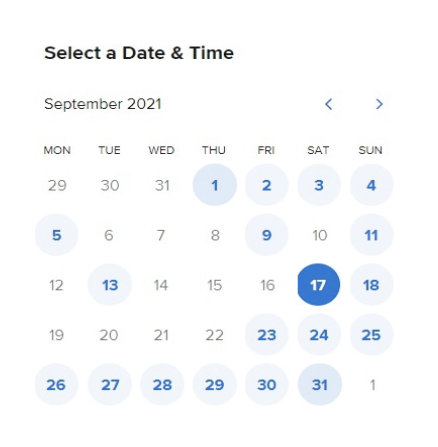 Select a Date & Time
September 2021
MON TUE WED THU FRI SAT SUN
29 30 31 1 2 3 4
5 6 7 8 9 10 11
12 13 14 15 16 17 18
19 20 21 22 23 24 25
26 27 28 29 30 31 1